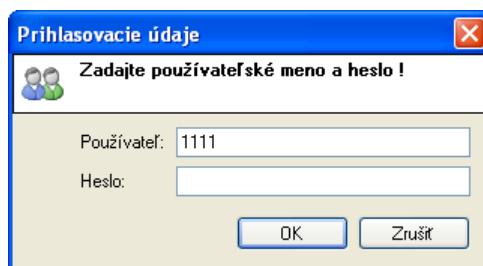 Prihlasovacie údaje
Zadajte používateľské meno a heslo !
Používateľ: 1111
Heslo:
OK Zrušiť